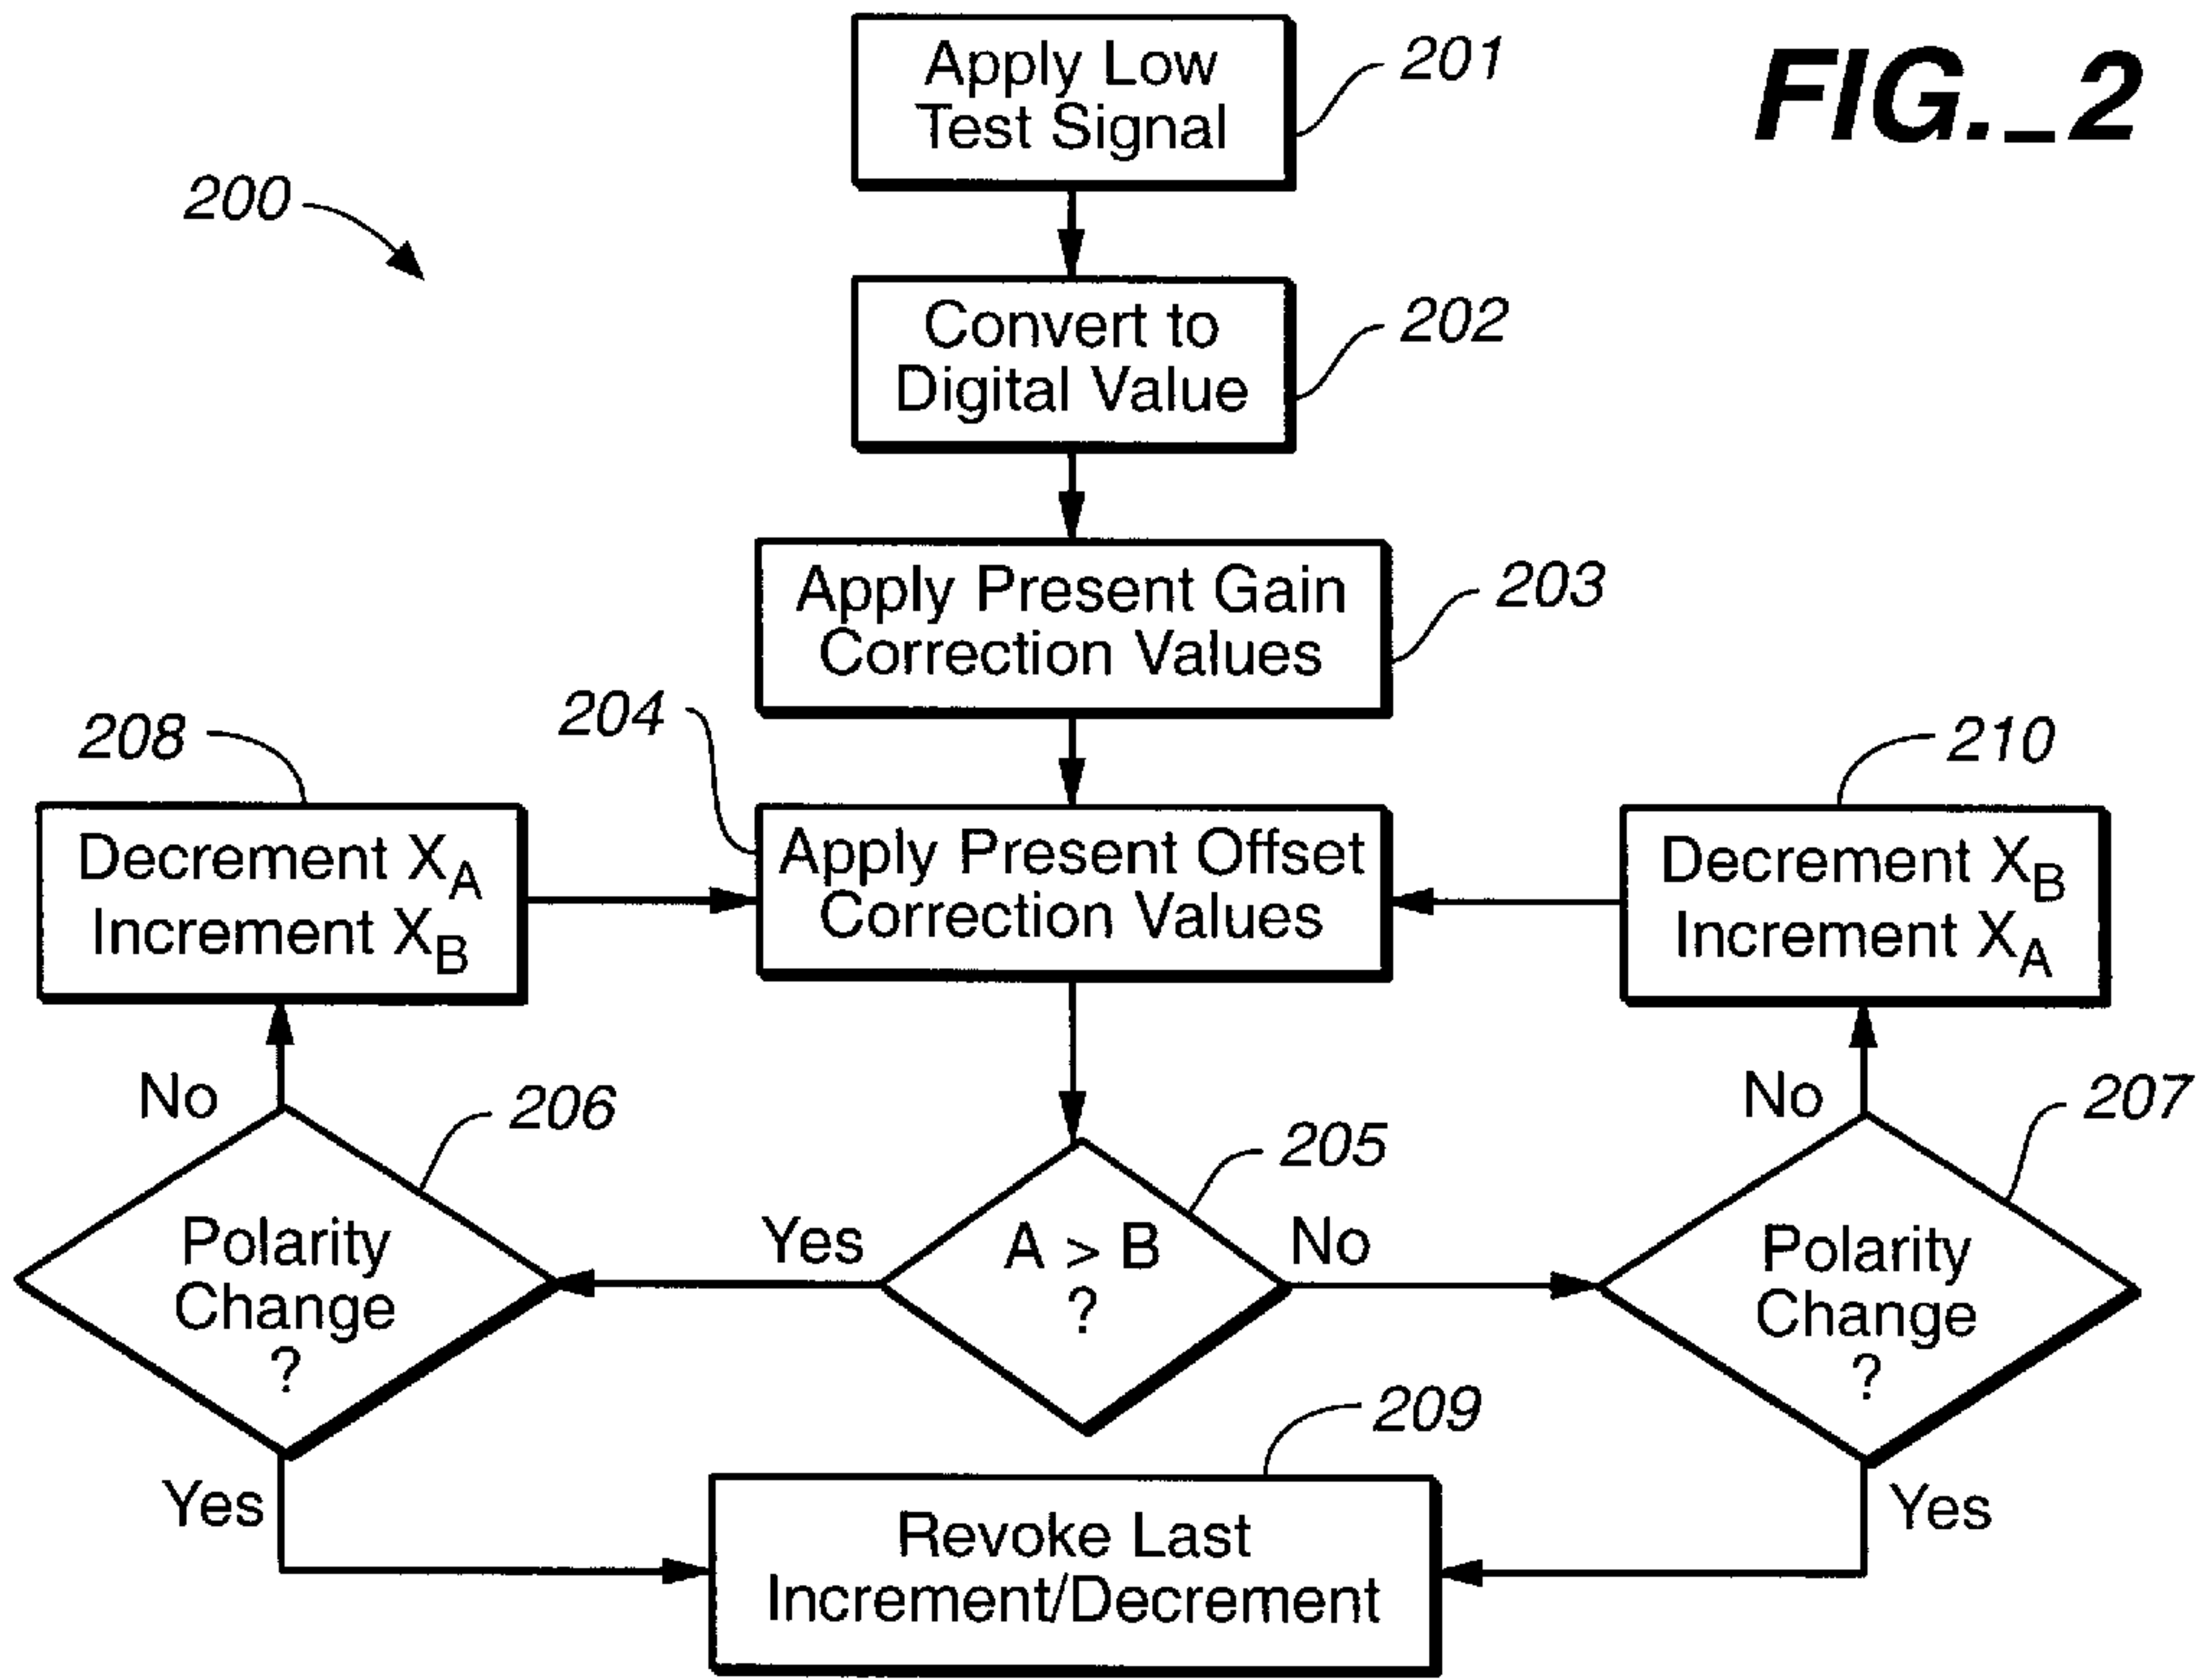 FIG._2
200
Apply Low
Test Signal
201
Convert to
Digital Value
202
Apply Present Gain
Correction Values
203
204
Apply Present Offset
Correction Values
208
Decrement XA
Increment XB
210
Decrement XB
Increment XA
No
206
Polarity
Change
?
Yes
Yes
205
A > B
?
No
No
207
Polarity
Change
?
Yes
209
Revoke Last
Increment/Decrement